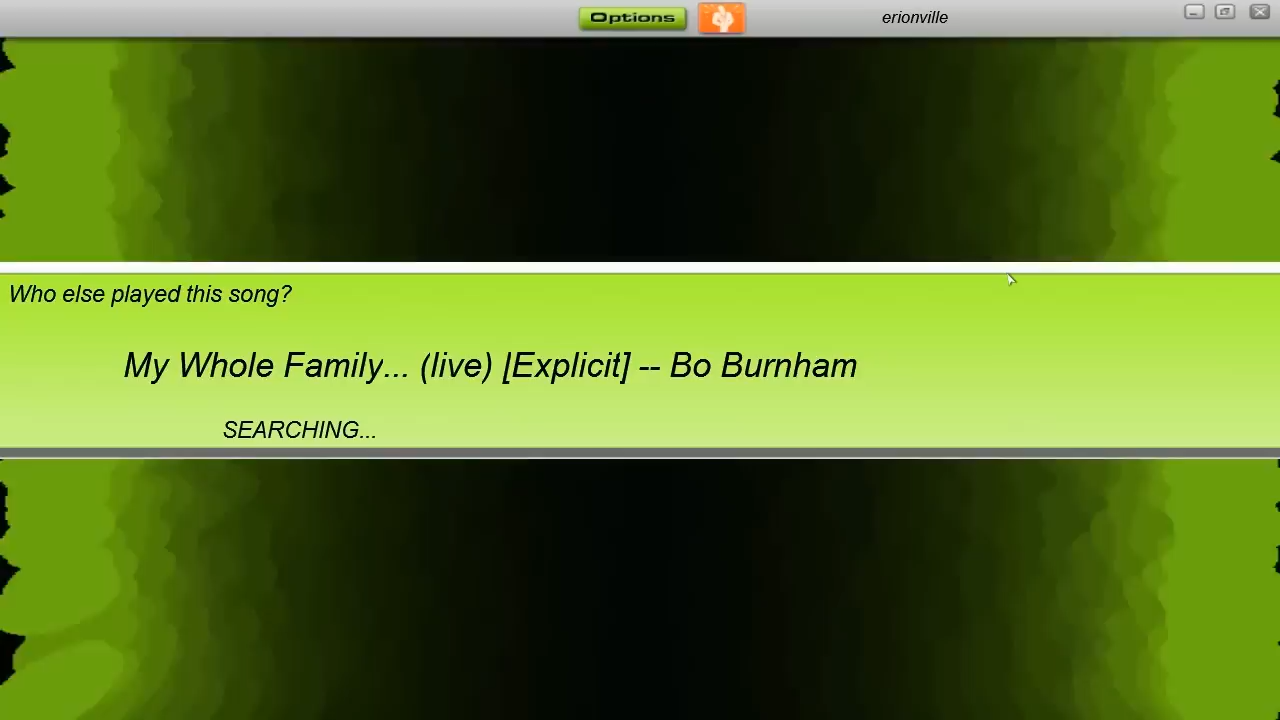 Options
erionville
Who else played this song?
My Whole Family... (live) [Explicit] -- Bo Burnham
SEARCHING...